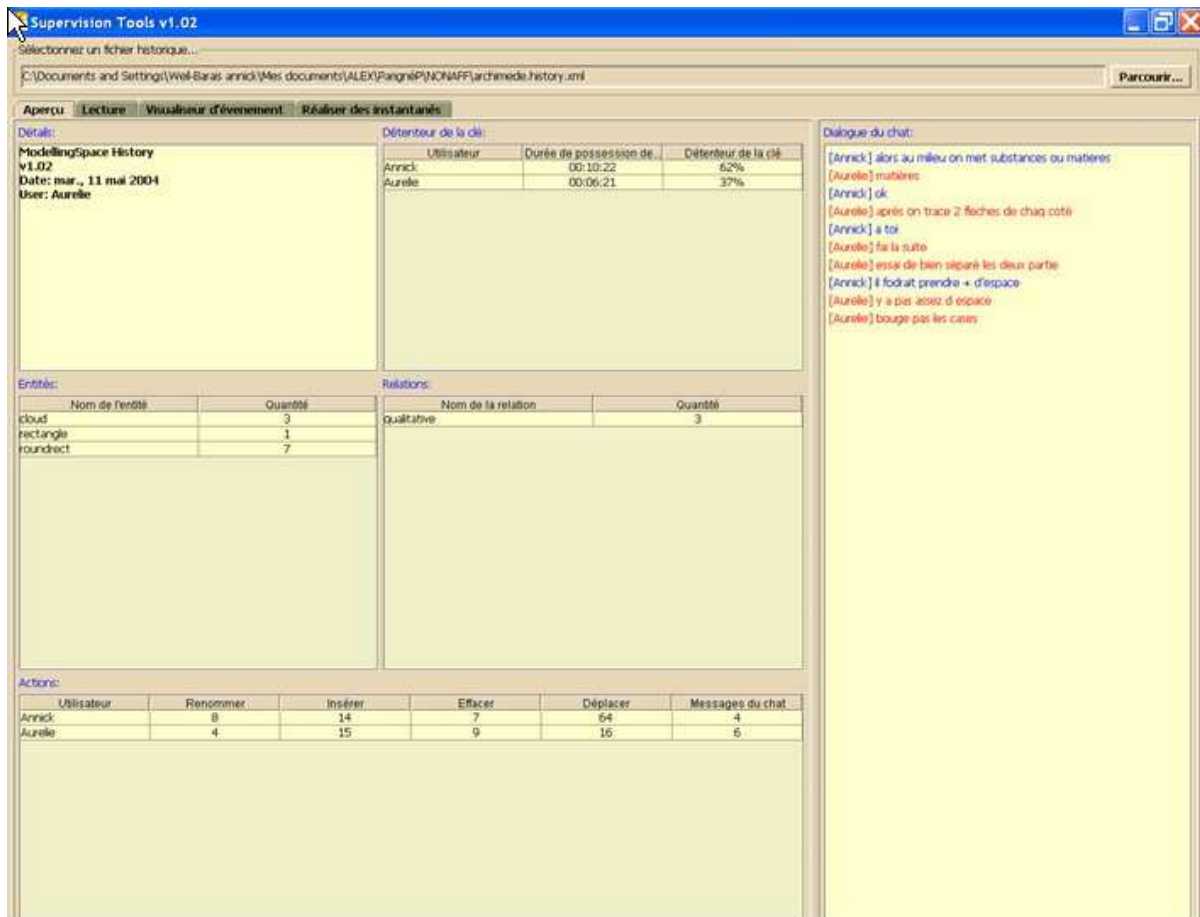 Supervision Tools v1.02
Sélectionnez un fichier historique...
C:\Documents and Settings\Weil-Barais annick\Mes documents\ALEX\PangniéP\NONAFF\archimede.history.xml
Parcourir...
Aperçu Lecture Visualiseur d'évenement Réaliser des instantanés
Détails:
ModellingSpace History
v1.02
Date: mar., 11 mai 2004
User: Aurelie
Détenteur de la clé:
Utilisateur Durée de possession de... Détenteur de la clé
Annick 00:10:22 62%
Aurelie 00:06:21 37%
Dialogue du chat:
[Annick] alors au milieu on met substances ou matieres
[Aurelie] matières
[Annick] ok
[Aurelie] après on trace 2 fleches de chaq coté
[Annick] a toi
[Aurelie] fai la suite
[Aurelie] essai de bien séparé les deux partie
[Annick] il fodrait prendre + d'espace
[Aurelie] y a pas assez d espace
[Aurelie] bouge pas les cases
Entités:
Nom de l'entité Quantité
cloud 3
rectangle 1
roundrect 7
Relations:
Nom de la relation Quantité
qualitative 3
Actions:
Utilisateur Renommer Insérer Effacer Déplacer Messages du chat
Annick 8 14 7 64 4
Aurelie 4 15 9 16 6